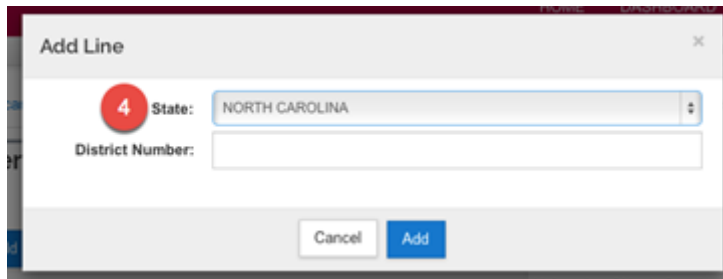 HOME DASHBOARD
Add Line ×
4 State: NORTH CAROLINA
District Number:
Cancel Add